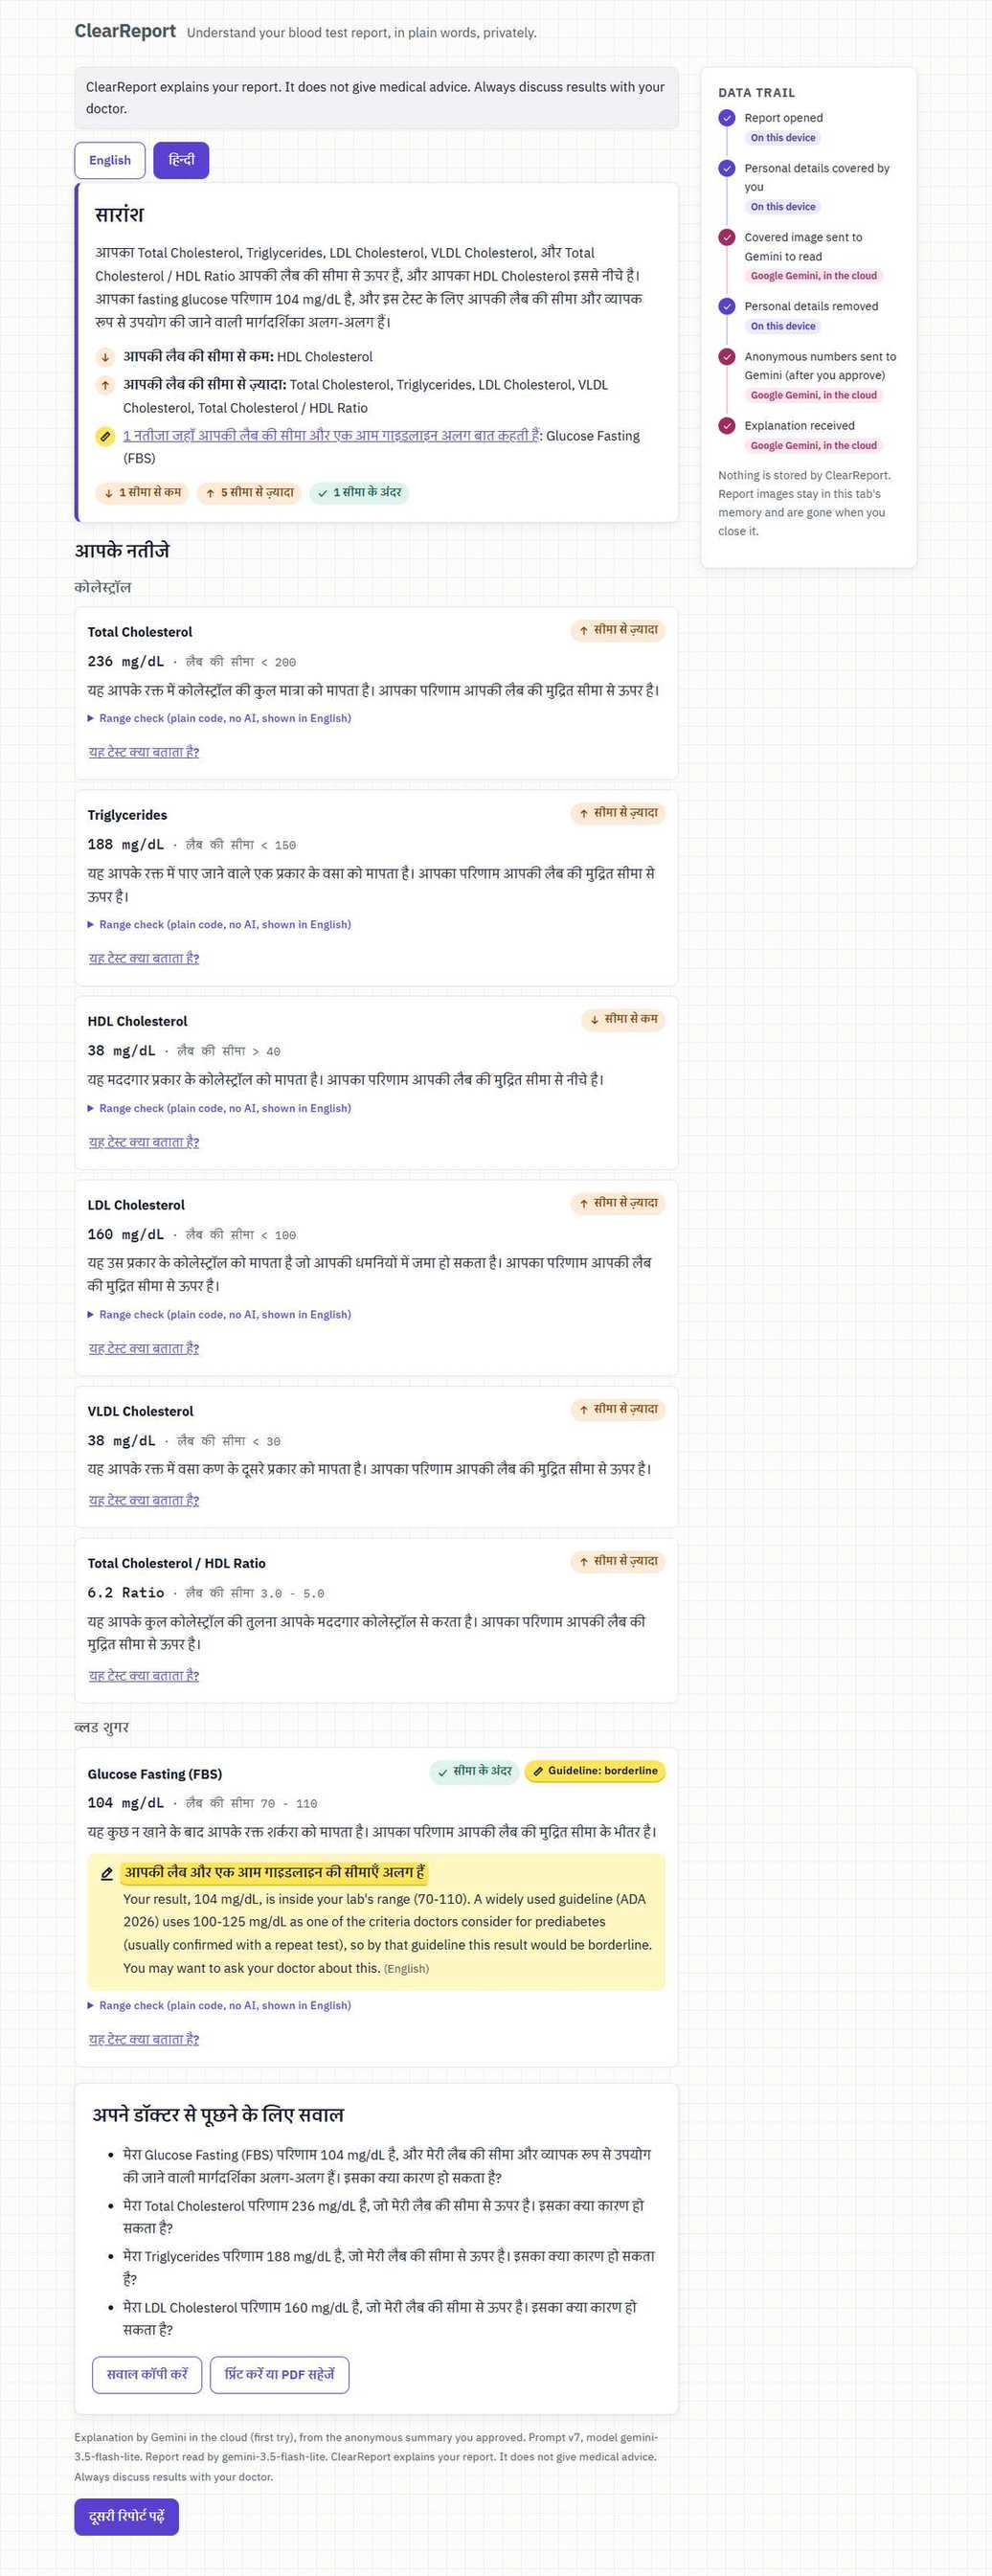 ClearReport Understand your blood test report, in plain words, privately.
ClearReport explains your report. It does not give medical advice. Always discuss results with your
doctor.
English हिन्दी
सारांश
आपका Total Cholesterol, Triglycerides, LDL Cholesterol, VLDL Cholesterol, और Total
Cholesterol / HDL Ratio आपकी लैब की सीमा से ऊपर हैं, और आपका HDL Cholesterol इससे नीचे है।
आपका fasting glucose परिणाम 104 mg/dL है, और इस टेस्ट के लिए आपकी लैब की सीमा और व्यापक
रूप से उपयोग की जाने वाली मार्गदर्शिका अलग-अलग हैं।
↓ आपकी लैब की सीमा से कम: HDL Cholesterol
↑ आपकी लैब की सीमा से ज़्यादा: Total Cholesterol, Triglycerides, LDL Cholesterol, VLDL
Cholesterol, Total Cholesterol / HDL Ratio
1 नतीजा जहाँ आपकी लैब की सीमा और एक आम गाइडलाइन अलग बात कहती हैं: Glucose Fasting
(FBS)
↓ 1 सीमा से कम ↑ 5 सीमा से ज़्यादा ✓ 1 सीमा के अंदर
आपके नतीजे
कोलेस्ट्रॉल
Total Cholesterol ↑ सीमा से ज़्यादा
236 mg/dL · लैब की सीमा < 200
यह आपके रक्त में कोलेस्ट्रॉल की कुल मात्रा को मापता है। आपका परिणाम आपकी लैब की मुद्रित सीमा से ऊपर है।
▶ Range check (plain code, no AI, shown in English)
यह टेस्ट क्या बताता है?
Triglycerides ↑ सीमा से ज़्यादा
188 mg/dL · लैब की सीमा < 150
यह आपके रक्त में पाए जाने वाले एक प्रकार के वसा को मापता है। आपका परिणाम आपकी लैब की मुद्रित सीमा से
ऊपर है।
▶ Range check (plain code, no AI, shown in English)
यह टेस्ट क्या बताता है?
HDL Cholesterol ↓ सीमा से कम
38 mg/dL · लैब की सीमा > 40
यह मददगार प्रकार के कोलेस्ट्रॉल को मापता है। आपका परिणाम आपकी लैब की मुद्रित सीमा से नीचे है।
▶ Range check (plain code, no AI, shown in English)
यह टेस्ट क्या बताता है?
LDL Cholesterol ↑ सीमा से ज़्यादा
160 mg/dL · लैब की सीमा < 100
यह उस प्रकार के कोलेस्ट्रॉल को मापता है जो आपकी धमनियों में जमा हो सकता है। आपका परिणाम आपकी लैब
की मुद्रित सीमा से ऊपर है।
▶ Range check (plain code, no AI, shown in English)
यह टेस्ट क्या बताता है?
VLDL Cholesterol ↑ सीमा से ज़्यादा
38 mg/dL · लैब की सीमा < 30
यह आपके रक्त में वसा कण के दूसरे प्रकार को मापता है। आपका परिणाम आपकी लैब की मुद्रित सीमा से ऊपर है।
यह टेस्ट क्या बताता है?
Total Cholesterol / HDL Ratio ↑ सीमा से ज़्यादा
6.2 Ratio · लैब की सीमा 3.0 - 5.0
यह आपके कुल कोलेस्ट्रॉल की तुलना आपके मददगार कोलेस्ट्रॉल से करता है। आपका परिणाम आपकी लैब की
मुद्रित सीमा से ऊपर है।
यह टेस्ट क्या बताता है?
ब्लड शुगर
Glucose Fasting (FBS) ✓ सीमा के अंदर Guideline: borderline
104 mg/dL · लैब की सीमा 70 - 110
यह कुछ न खाने के बाद आपके रक्त शर्करा को मापता है। आपका परिणाम आपकी लैब की मुद्रित सीमा के भीतर है।
आपकी लैब और एक आम गाइडलाइन की सीमाएँ अलग हैं
Your result, 104 mg/dL, is inside your lab's range (70-110). A widely used guideline (ADA
2026) uses 100-125 mg/dL as one of the criteria doctors consider for prediabetes
(usually confirmed with a repeat test), so by that guideline this result would be borderline.
You may want to ask your doctor about this. (English)
▶ Range check (plain code, no AI, shown in English)
यह टेस्ट क्या बताता है?
अपने डॉक्टर से पूछने के लिए सवाल
• मेरा Glucose Fasting (FBS) परिणाम 104 mg/dL है, और मेरी लैब की सीमा और व्यापक रूप से उपयोग
की जाने वाली मार्गदर्शिका अलग-अलग हैं। इसका क्या कारण हो सकता है?
• मेरा Total Cholesterol परिणाम 236 mg/dL है, जो मेरी लैब की सीमा से ऊपर है। इसका क्या कारण हो
सकता है?
• मेरा Triglycerides परिणाम 188 mg/dL है, जो मेरी लैब की सीमा से ऊपर है। इसका क्या कारण हो सकता
है?
• मेरा LDL Cholesterol परिणाम 160 mg/dL है, जो मेरी लैब की सीमा से ऊपर है। इसका क्या कारण हो
सकता है?
सवाल कॉपी करें प्रिंट करें या PDF सहेजें
Explanation by Gemini in the cloud (first try), from the anonymous summary you approved. Prompt v7, model gemini-
3.5-flash-lite. Report read by gemini-3.5-flash-lite. ClearReport explains your report. It does not give medical advice.
Always discuss results with your doctor.
दूसरी रिपोर्ट पढ़ें
DATA TRAIL
Report opened
On this device
Personal details covered by
you
On this device
Covered image sent to
Gemini to read
Google Gemini, in the cloud
Personal details removed
On this device
Anonymous numbers sent to
Gemini (after you approve)
Google Gemini, in the cloud
Explanation received
Google Gemini, in the cloud
Nothing is stored by ClearReport.
Report images stay in this tab's
memory and are gone when you
close it.